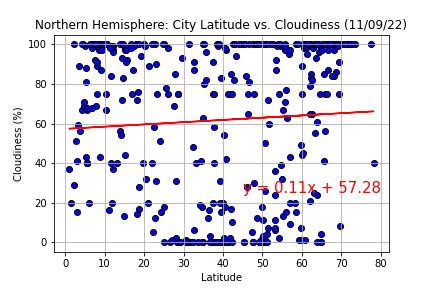 Northern Hemisphere: City Latitude vs. Cloudiness (11/09/22)
100
80
60
40
20
0
Cloudiness (%)
y = 0.11x + 57.28
0 10 20 30 40 50 60 70 80
Latitude